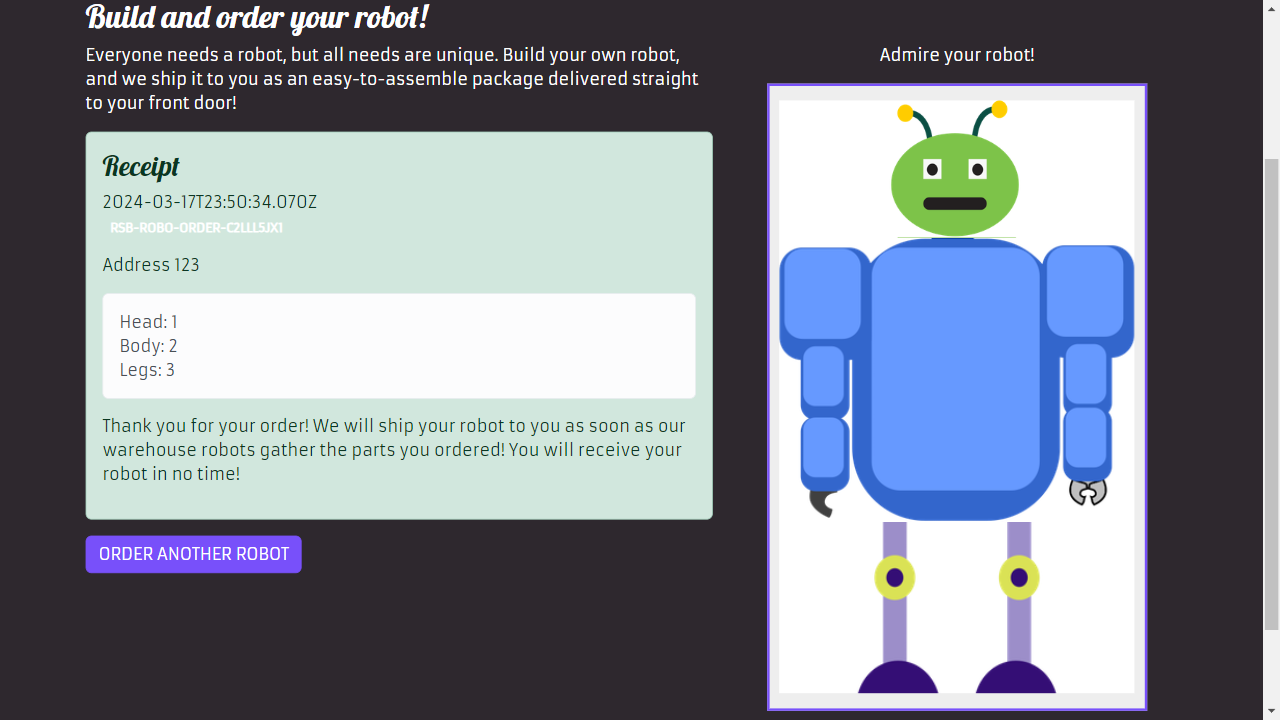 Build and order your robot!
Everyone needs a robot, but all needs are unique. Build your own robot,
and we ship it to you as an easy-to-assemble package delivered straight
to your front door!
Receipt
2024-03-17T23:50:34.070Z
RSB-ROBO-ORDER-C2LLL5JX1
Address 123
Head: 1
Body: 2
Legs: 3
Thank you for your order! We will ship your robot to you as soon as our
warehouse robots gather the parts you ordered! You will receive your
robot in no time!
ORDER ANOTHER ROBOT
Admire your robot!